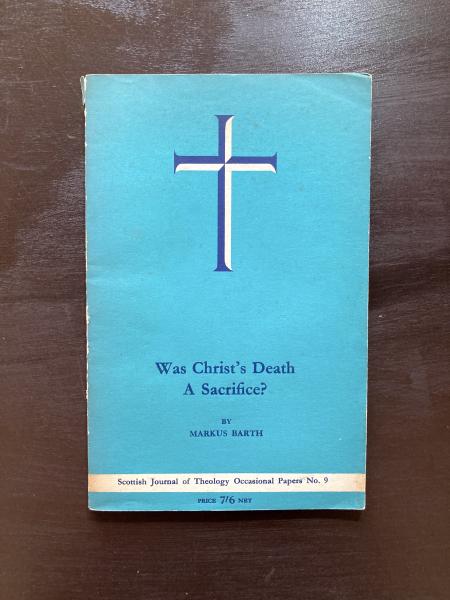 Was Christ's Death
A Sacrifice?
BY
MARKUS BARTH
Scottish Journal of Theology Occasional Papers No. 9
PRICE 7/6 NET